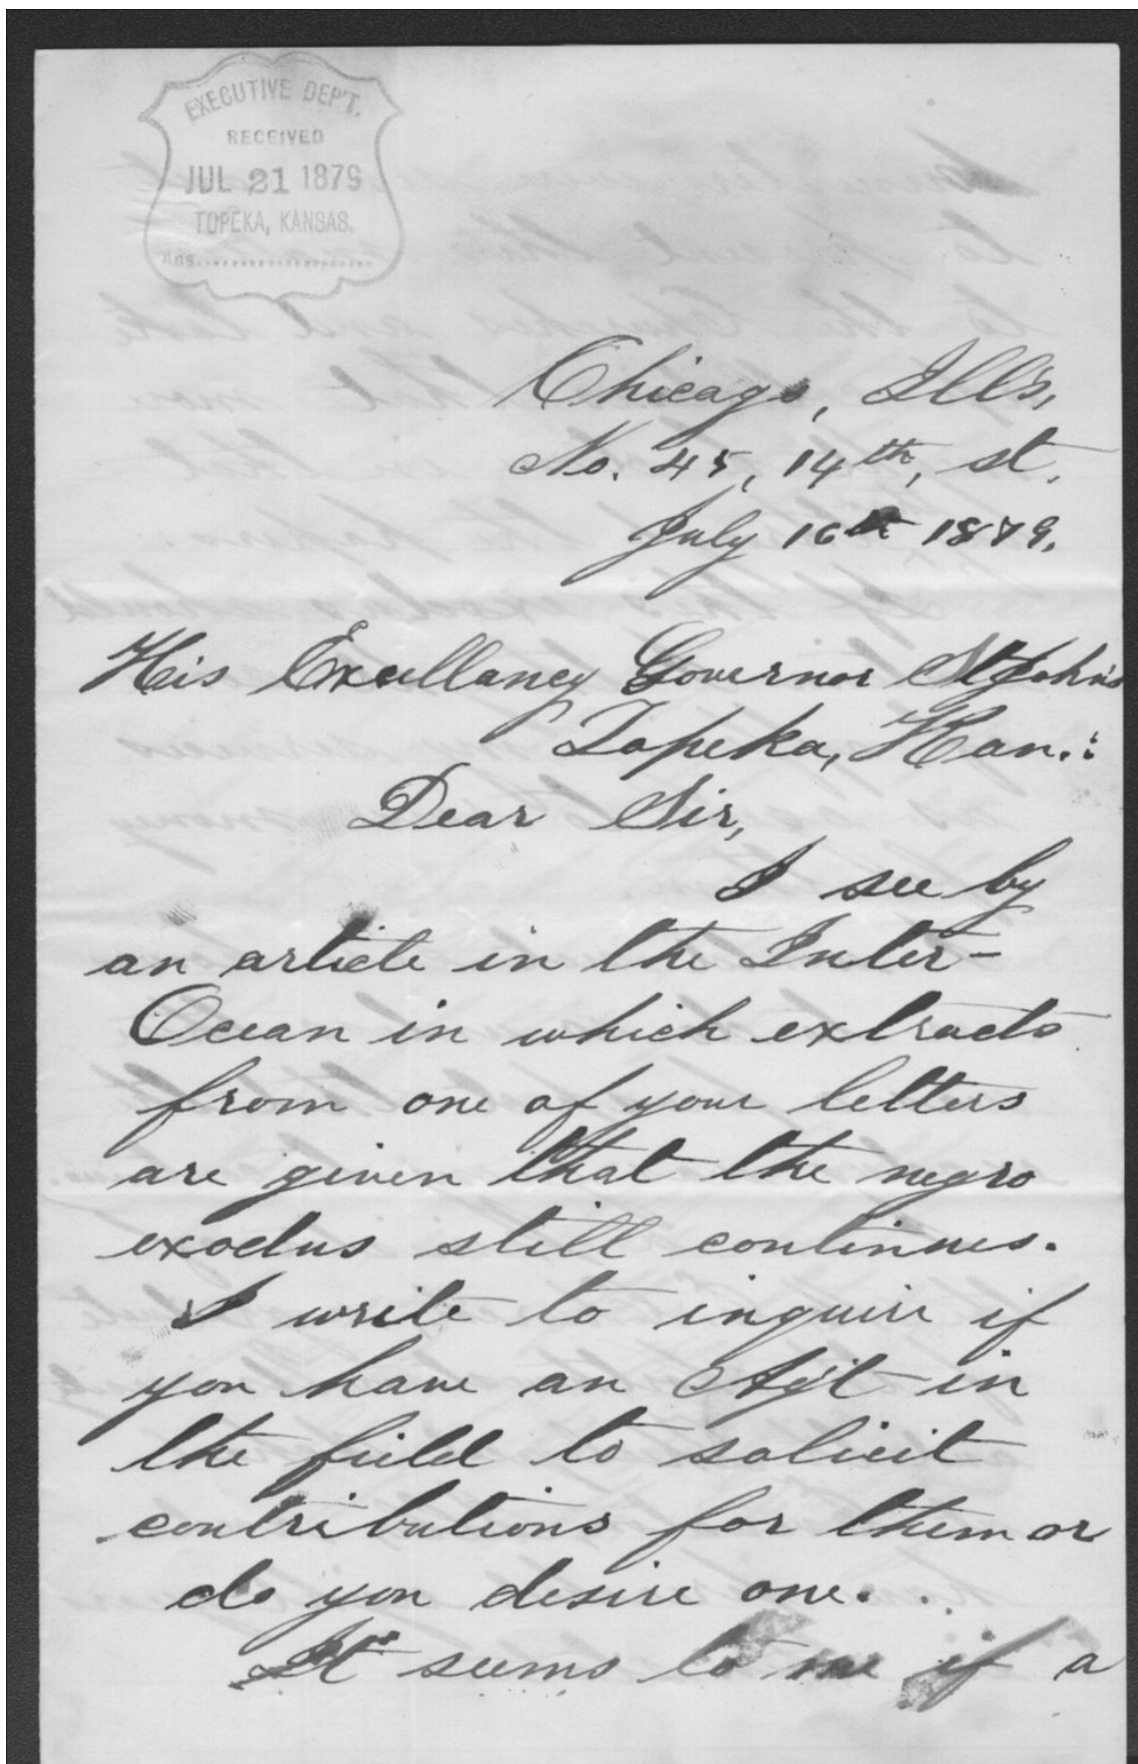 EXECUTIVE DEP'T.
RECEIVED
JUL 21 1879
TOPEKA, KANSAS.
Ans....................
Chicago, Ills,
No. 45, 14th, st.
July 16th 1879.
His Excellancy Governor St John's
Topeka, Kan.:
Dear Sir,
I see by
an article in the Inter-
Ocean in which extracts
from one of your letters
are given that the negro
exodus still continues.
I write to inquire if
you have an Ag't in
the field to solicit
contributions for them or
do you desire one.
It seems to me if a